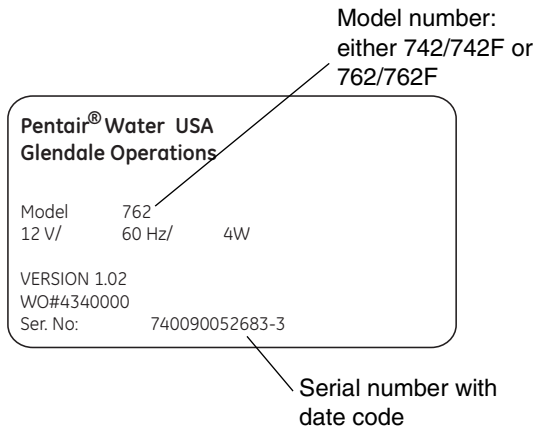 Model number:
either 742/742F or
762/762F
Pentair® Water USA
Glendale Operations
Model 762
12 V/ 60 Hz/ 4W
VERSION 1.02
WO#4340000
Ser. No: 740090052683-3
Serial number with
date code